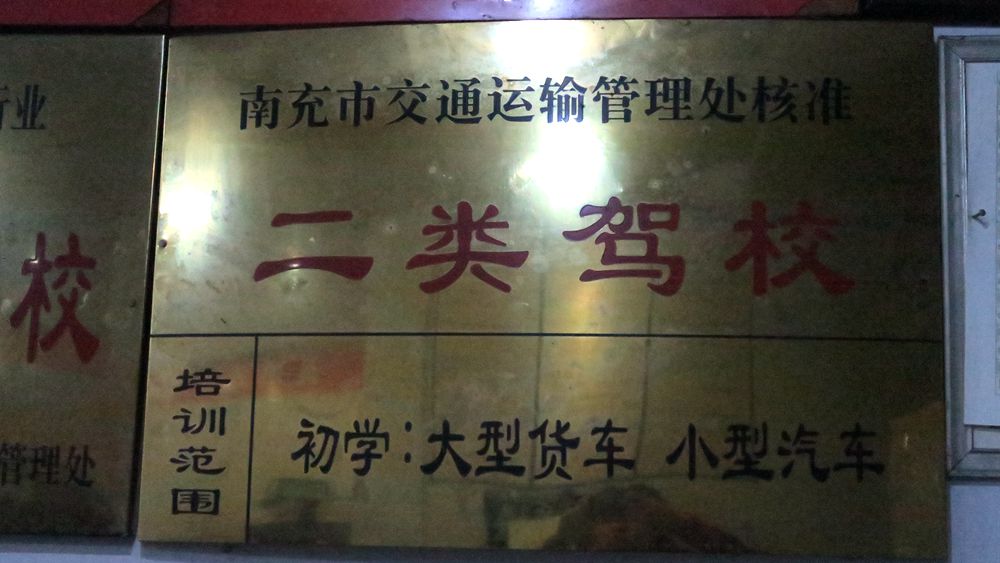 南充市交通运输管理处核准
二类驾校
培训范围
初学:大型货车 小型汽车
行业
校
管理处